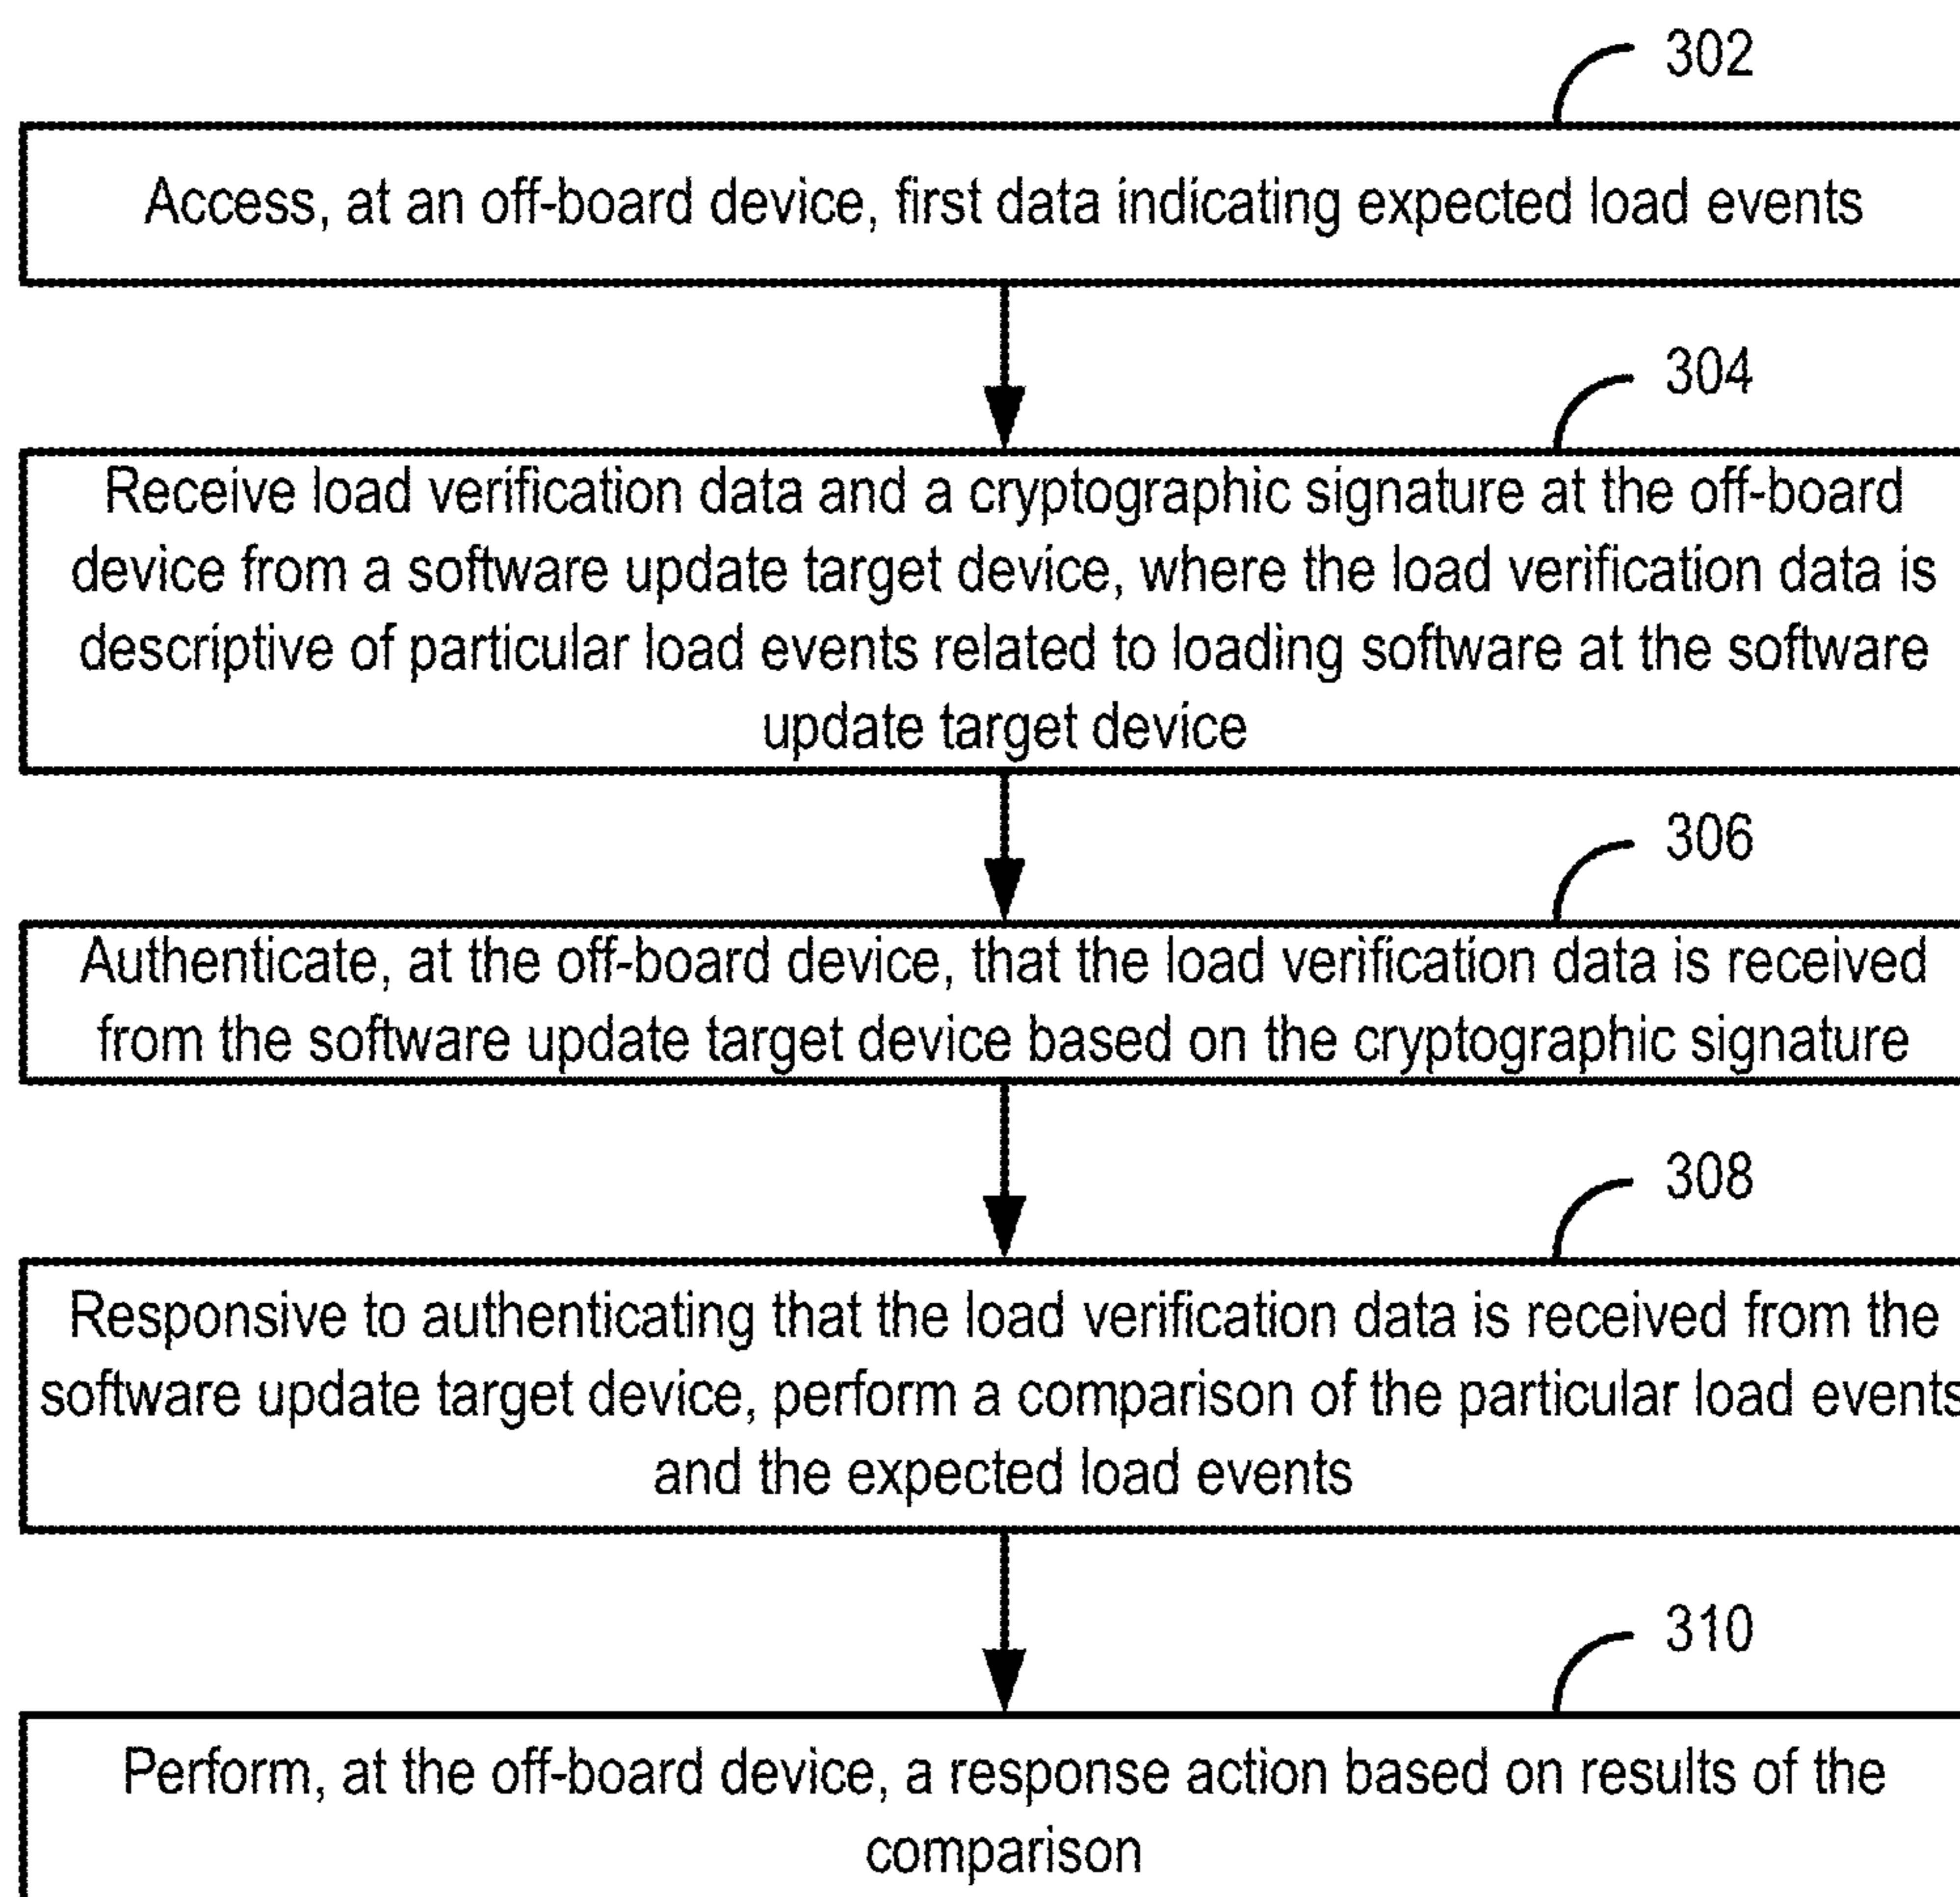 302
Access, at an off-board device, first data indicating expected load events
304
Receive load verification data and a cryptographic signature at the off-board
device from a software update target device, where the load verification data is
descriptive of particular load events related to loading software at the software
update target device
306
Authenticate, at the off-board device, that the load verification data is received
from the software update target device based on the cryptographic signature
308
Responsive to authenticating that the load verification data is received from the
software update target device, perform a comparison of the particular load events
and the expected load events
310
Perform, at the off-board device, a response action based on results of the
comparison